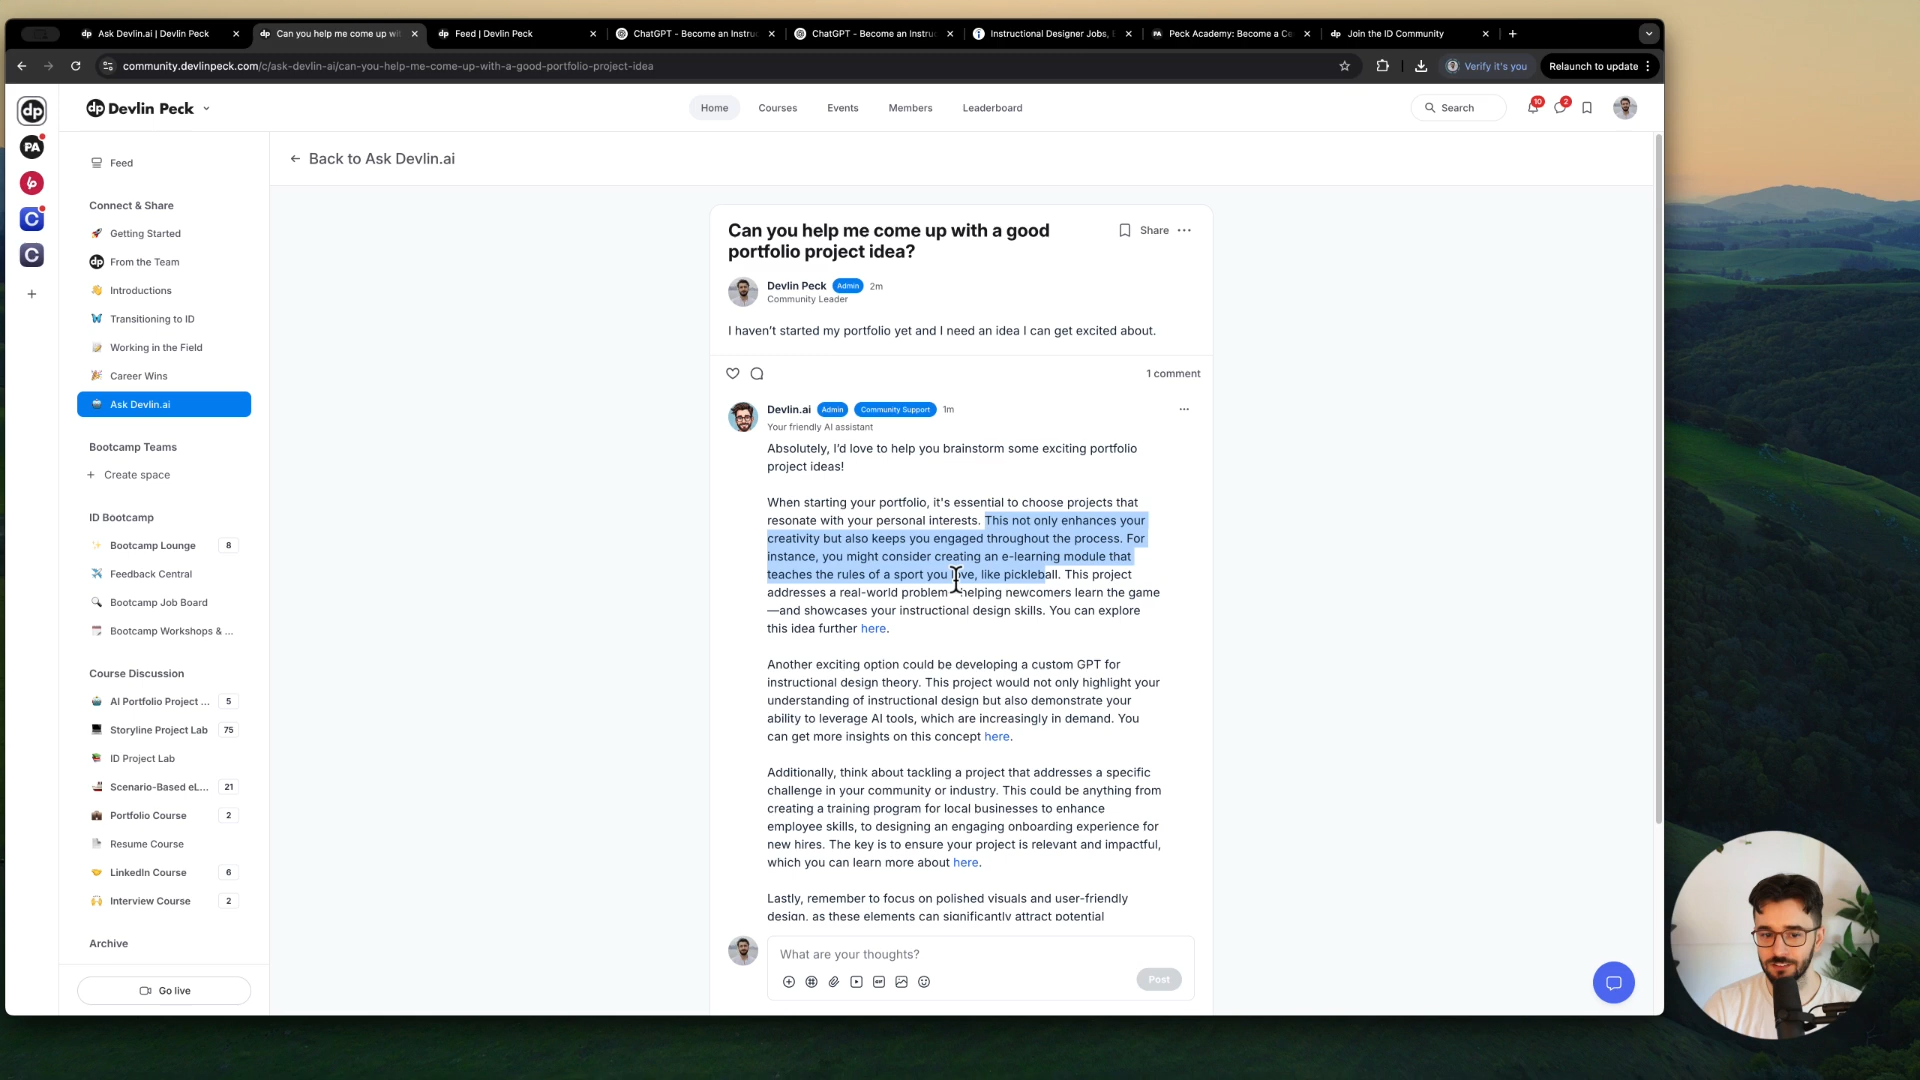 Ask Devlin.ai | Devlin Peck
Can you help me come up wi
Feed | Devlin Peck
ChatGPT - Become an Instruc
ChatGPT - Become an Instruc
Instructional Designer Jobs,
Peck Academy: Become a Ce
Join the ID Community
community.devlinpeck.com/c/ask-devlin-ai/can-you-help-me-come-up-with-a-good-portfolio-project-idea
Verify it's you
Relaunch to update
dp Devlin Peck
Home
Courses
Events
Members
Leaderboard
Search
10
2
dp
PA
C
C
Feed
Connect & Share
Getting Started
From the Team
Introductions
Transitioning to ID
Working in the Field
Career Wins
Ask Devlin.ai
Bootcamp Teams
Create space
ID Bootcamp
Bootcamp Lounge 8
Feedback Central
Bootcamp Job Board
Bootcamp Workshops & ...
Course Discussion
AI Portfolio Project ... 5
Storyline Project Lab 75
ID Project Lab
Scenario-Based eL... 21
Portfolio Course 2
Resume Course
LinkedIn Course 6
Interview Course 2
Archive
Go live
Back to Ask Devlin.ai
Can you help me come up with a good
portfolio project idea?
Share
Devlin Peck Admin 2m
Community Leader
I haven't started my portfolio yet and I need an idea I can get excited about.
1 comment
Devlin.ai Admin Community Support 1m
Your friendly AI assistant
Absolutely, I'd love to help you brainstorm some exciting portfolio
project ideas!
When starting your portfolio, it's essential to choose projects that
resonate with your personal interests. This not only enhances your
creativity but also keeps you engaged throughout the process. For
instance, you might consider creating an e-learning module that
teaches the rules of a sport you love, like pickleball. This project
addresses a real-world problem—helping newcomers learn the game
—and showcases your instructional design skills. You can explore
this idea further here.
Another exciting option could be developing a custom GPT for
instructional design theory. This project would not only highlight your
understanding of instructional design but also demonstrate your
ability to leverage AI tools, which are increasingly in demand. You
can get more insights on this concept here.
Additionally, think about tackling a project that addresses a specific
challenge in your community or industry. This could be anything from
creating a training program for local businesses to enhance
employee skills, to designing an engaging onboarding experience for
new hires. The key is to ensure your project is relevant and impactful,
which you can learn more about here.
Lastly, remember to focus on polished visuals and user-friendly
design, as these elements can significantly attract potential
What are your thoughts?
Post